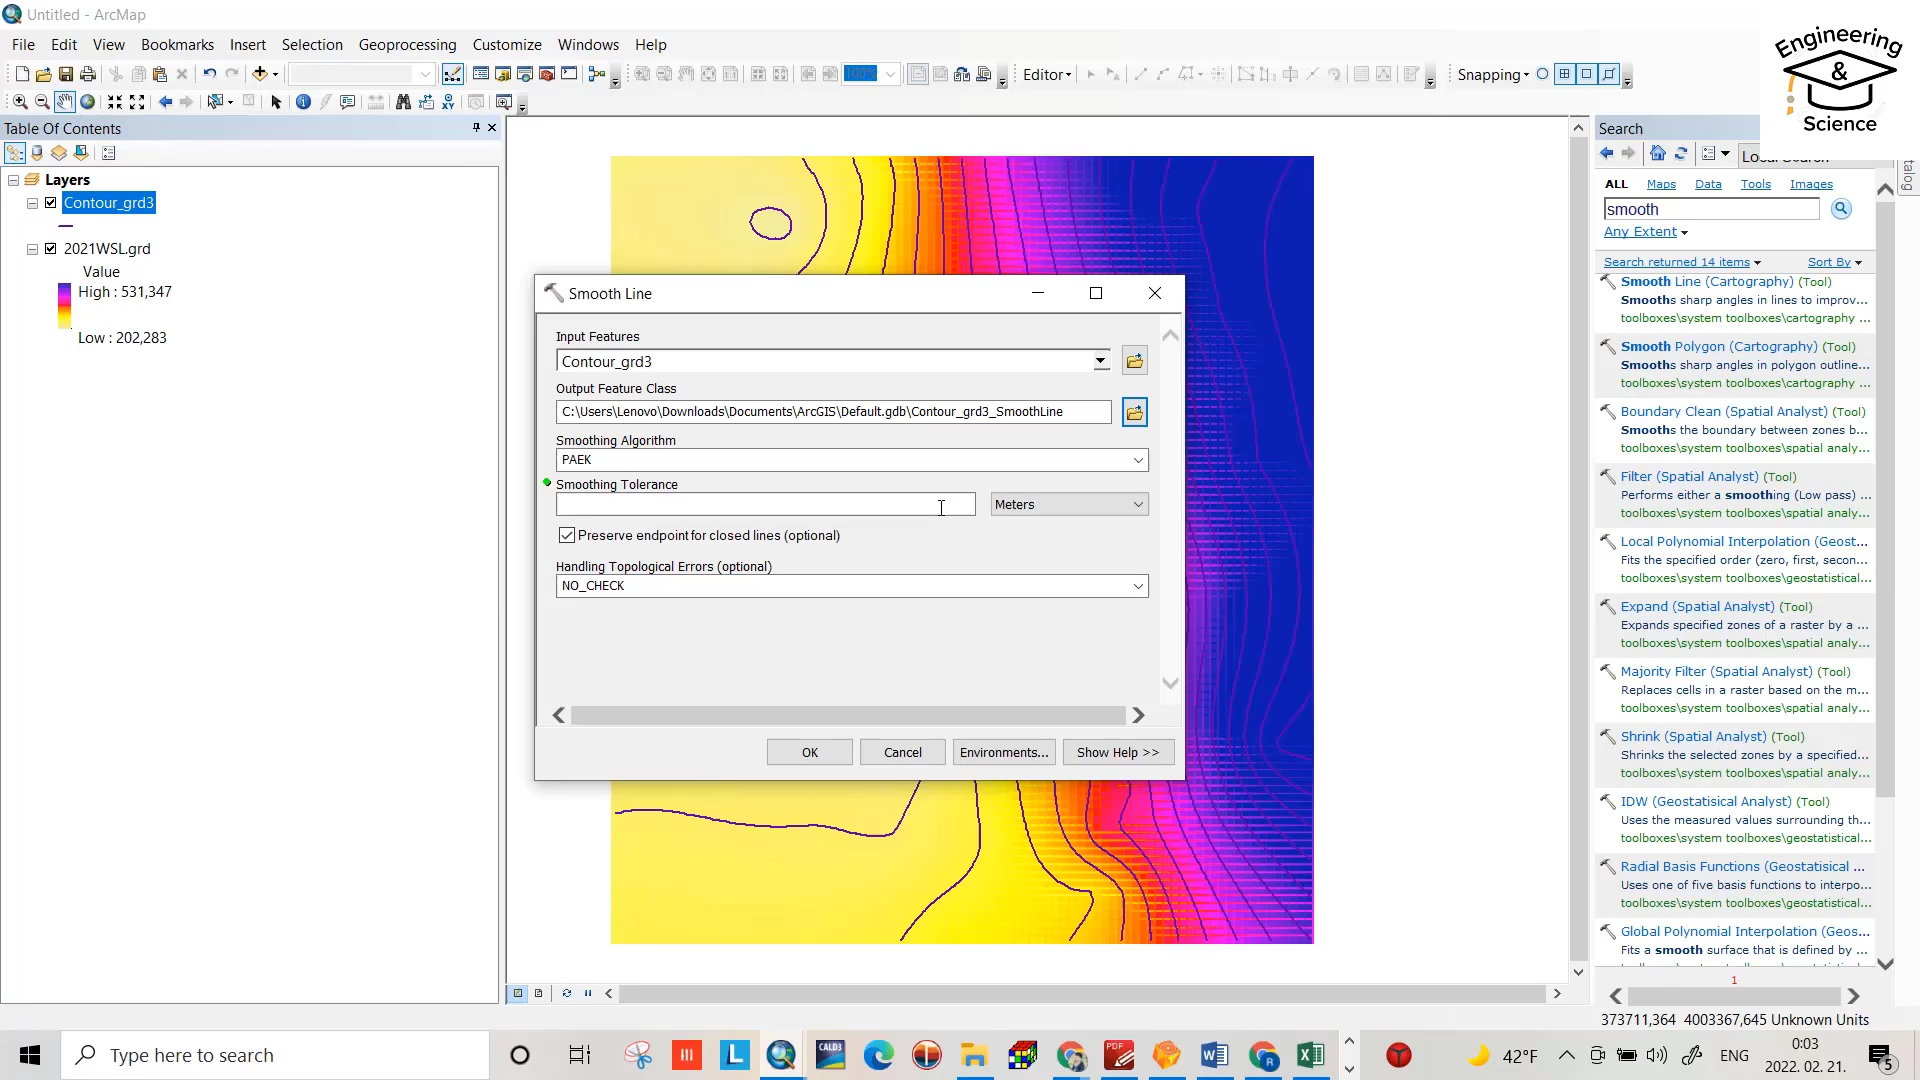 Untitled - ArcMap
File Edit View Bookmarks Insert Selection Geoprocessing Customize Windows Help
Editor
Snapping
Engineering
&
Science
Table Of Contents
Layers
Contour_grd3
2021WSL.grd
Value
High : 531,347
Low : 202,283
Smooth Line
Input Features
Contour_grd3
Output Feature Class
C:\Users\Lenovo\Downloads\Documents\ArcGIS\Default.gdb\Contour_grd3_SmoothLine
Smoothing Algorithm
PAEK
Smoothing Tolerance
Meters
Preserve endpoint for closed lines (optional)
Handling Topological Errors (optional)
NO_CHECK
OK Cancel Environments... Show Help >>
Search
ALL Maps Data Tools Images
smooth
Any Extent
Search returned 14 items Sort By
Smooth Line (Cartography) (Tool)
Smooths sharp angles in lines to improv...
toolboxes\system toolboxes\cartography ...
Smooth Polygon (Cartography) (Tool)
Smooths sharp angles in polygon outline...
toolboxes\system toolboxes\cartography ...
Boundary Clean (Spatial Analyst) (Tool)
Smooths the boundary between zones b...
toolboxes\system toolboxes\spatial analy...
Filter (Spatial Analyst) (Tool)
Performs either a smoothing (Low pass) ...
toolboxes\system toolboxes\spatial analy...
Local Polynomial Interpolation (Geost...
Fits the specified order (zero, first, secon...
toolboxes\system toolboxes\geostatistical...
Expand (Spatial Analyst) (Tool)
Expands specified zones of a raster by a ...
toolboxes\system toolboxes\spatial analy...
Majority Filter (Spatial Analyst) (Tool)
Replaces cells in a raster based on the m...
toolboxes\system toolboxes\spatial analy...
Shrink (Spatial Analyst) (Tool)
Shrinks the selected zones by a specified...
toolboxes\system toolboxes\spatial analy...
IDW (Geostatisical Analyst) (Tool)
Uses the measured values surrounding th...
toolboxes\system toolboxes\geostatistical...
Radial Basis Functions (Geostatisical ...
Uses one of five basis functions to interpo...
toolboxes\system toolboxes\geostatistical...
Global Polynomial Interpolation (Geos...
Fits a smooth surface that is defined by ...
1
373711,364 4003367,645 Unknown Units
Type here to search
42°F
ENG
0:03
2022. 02. 21.
5